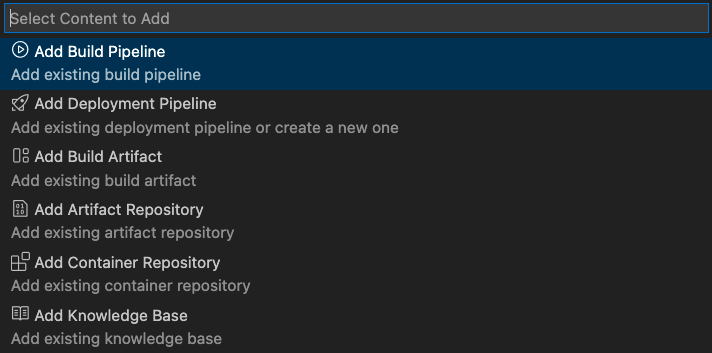 Select Content to Add
Add Build Pipeline
Add existing build pipeline
Add Deployment Pipeline
Add existing deployment pipeline or create a new one
Add Build Artifact
Add existing build artifact
Add Artifact Repository
Add existing artifact repository
Add Container Repository
Add existing container repository
Add Knowledge Base
Add existing knowledge base